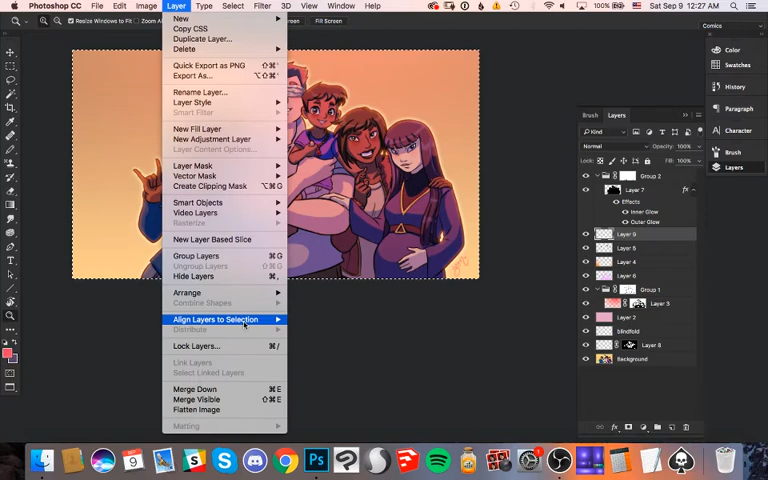 Photoshop CC File Edit Image Layer Type Select Filter 3D View Window Help 100% Sat Sep 9 12:27 AM
Resize Windows to Fit Fill Screen
Comics
New
Copy CSS
Duplicate Layer...
Delete
Quick Export as PNG ⇧⌘'
Export As... ⌥⇧⌘'
Rename Layer...
Layer Style
Smart Filter
New Fill Layer
New Adjustment Layer
Layer Content Options...
Layer Mask
Vector Mask
Create Clipping Mask ⌥⌘G
Smart Objects
Video Layers
Rasterize
New Layer Based Slice
Group Layers ⌘G
Ungroup Layers ⇧⌘G
Hide Layers ⌘,
Arrange
Combine Shapes
Align Layers to Selection
Distribute
Lock Layers... ⌘/
Link Layers
Select Linked Layers
Merge Down ⌘E
Merge Visible ⇧⌘E
Flatten Image
Matting
Color
Swatches
History
Paragraph
Character
Brush
Layers
Brush Layers
Kind
Normal Opacity: 100%
Lock: Fill: 100%
Group 2
Layer 7 fx
Effects
Inner Glow
Outer Glow
Layer 9
Layer 5
Layer 4
Layer 6
Group 1
Layer 3
Layer 2
blindfold
Layer 8
Background
SEP
9
Ps
1